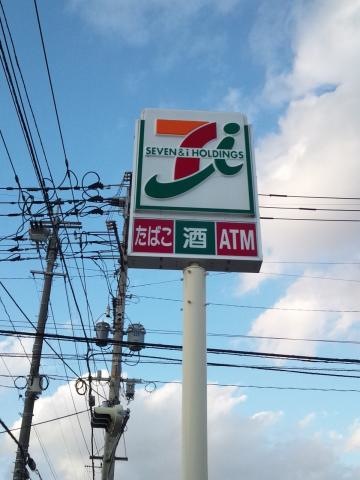 SEVEN & i HOLDINGS
たばこ 酒 ATM